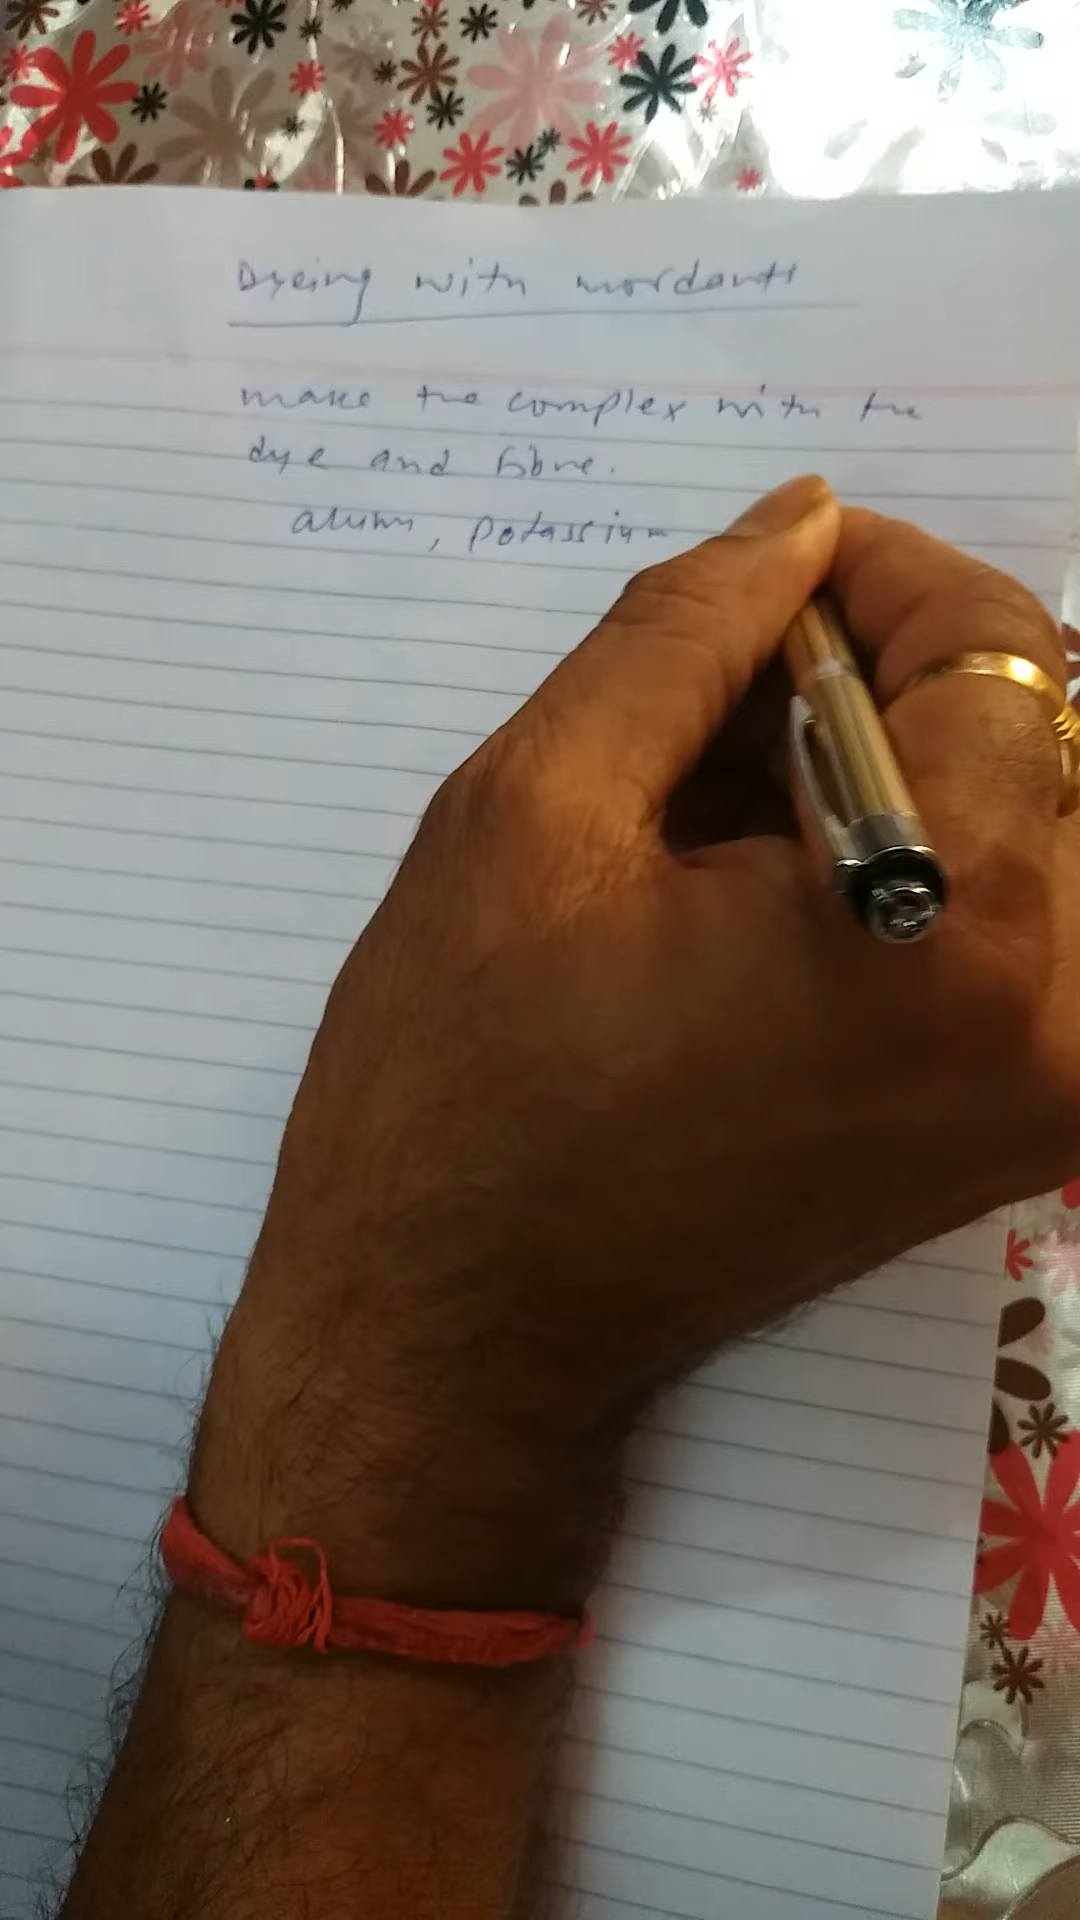 Dyeing with mordants
make the complex with the
dye and fibre.
alum, potassium